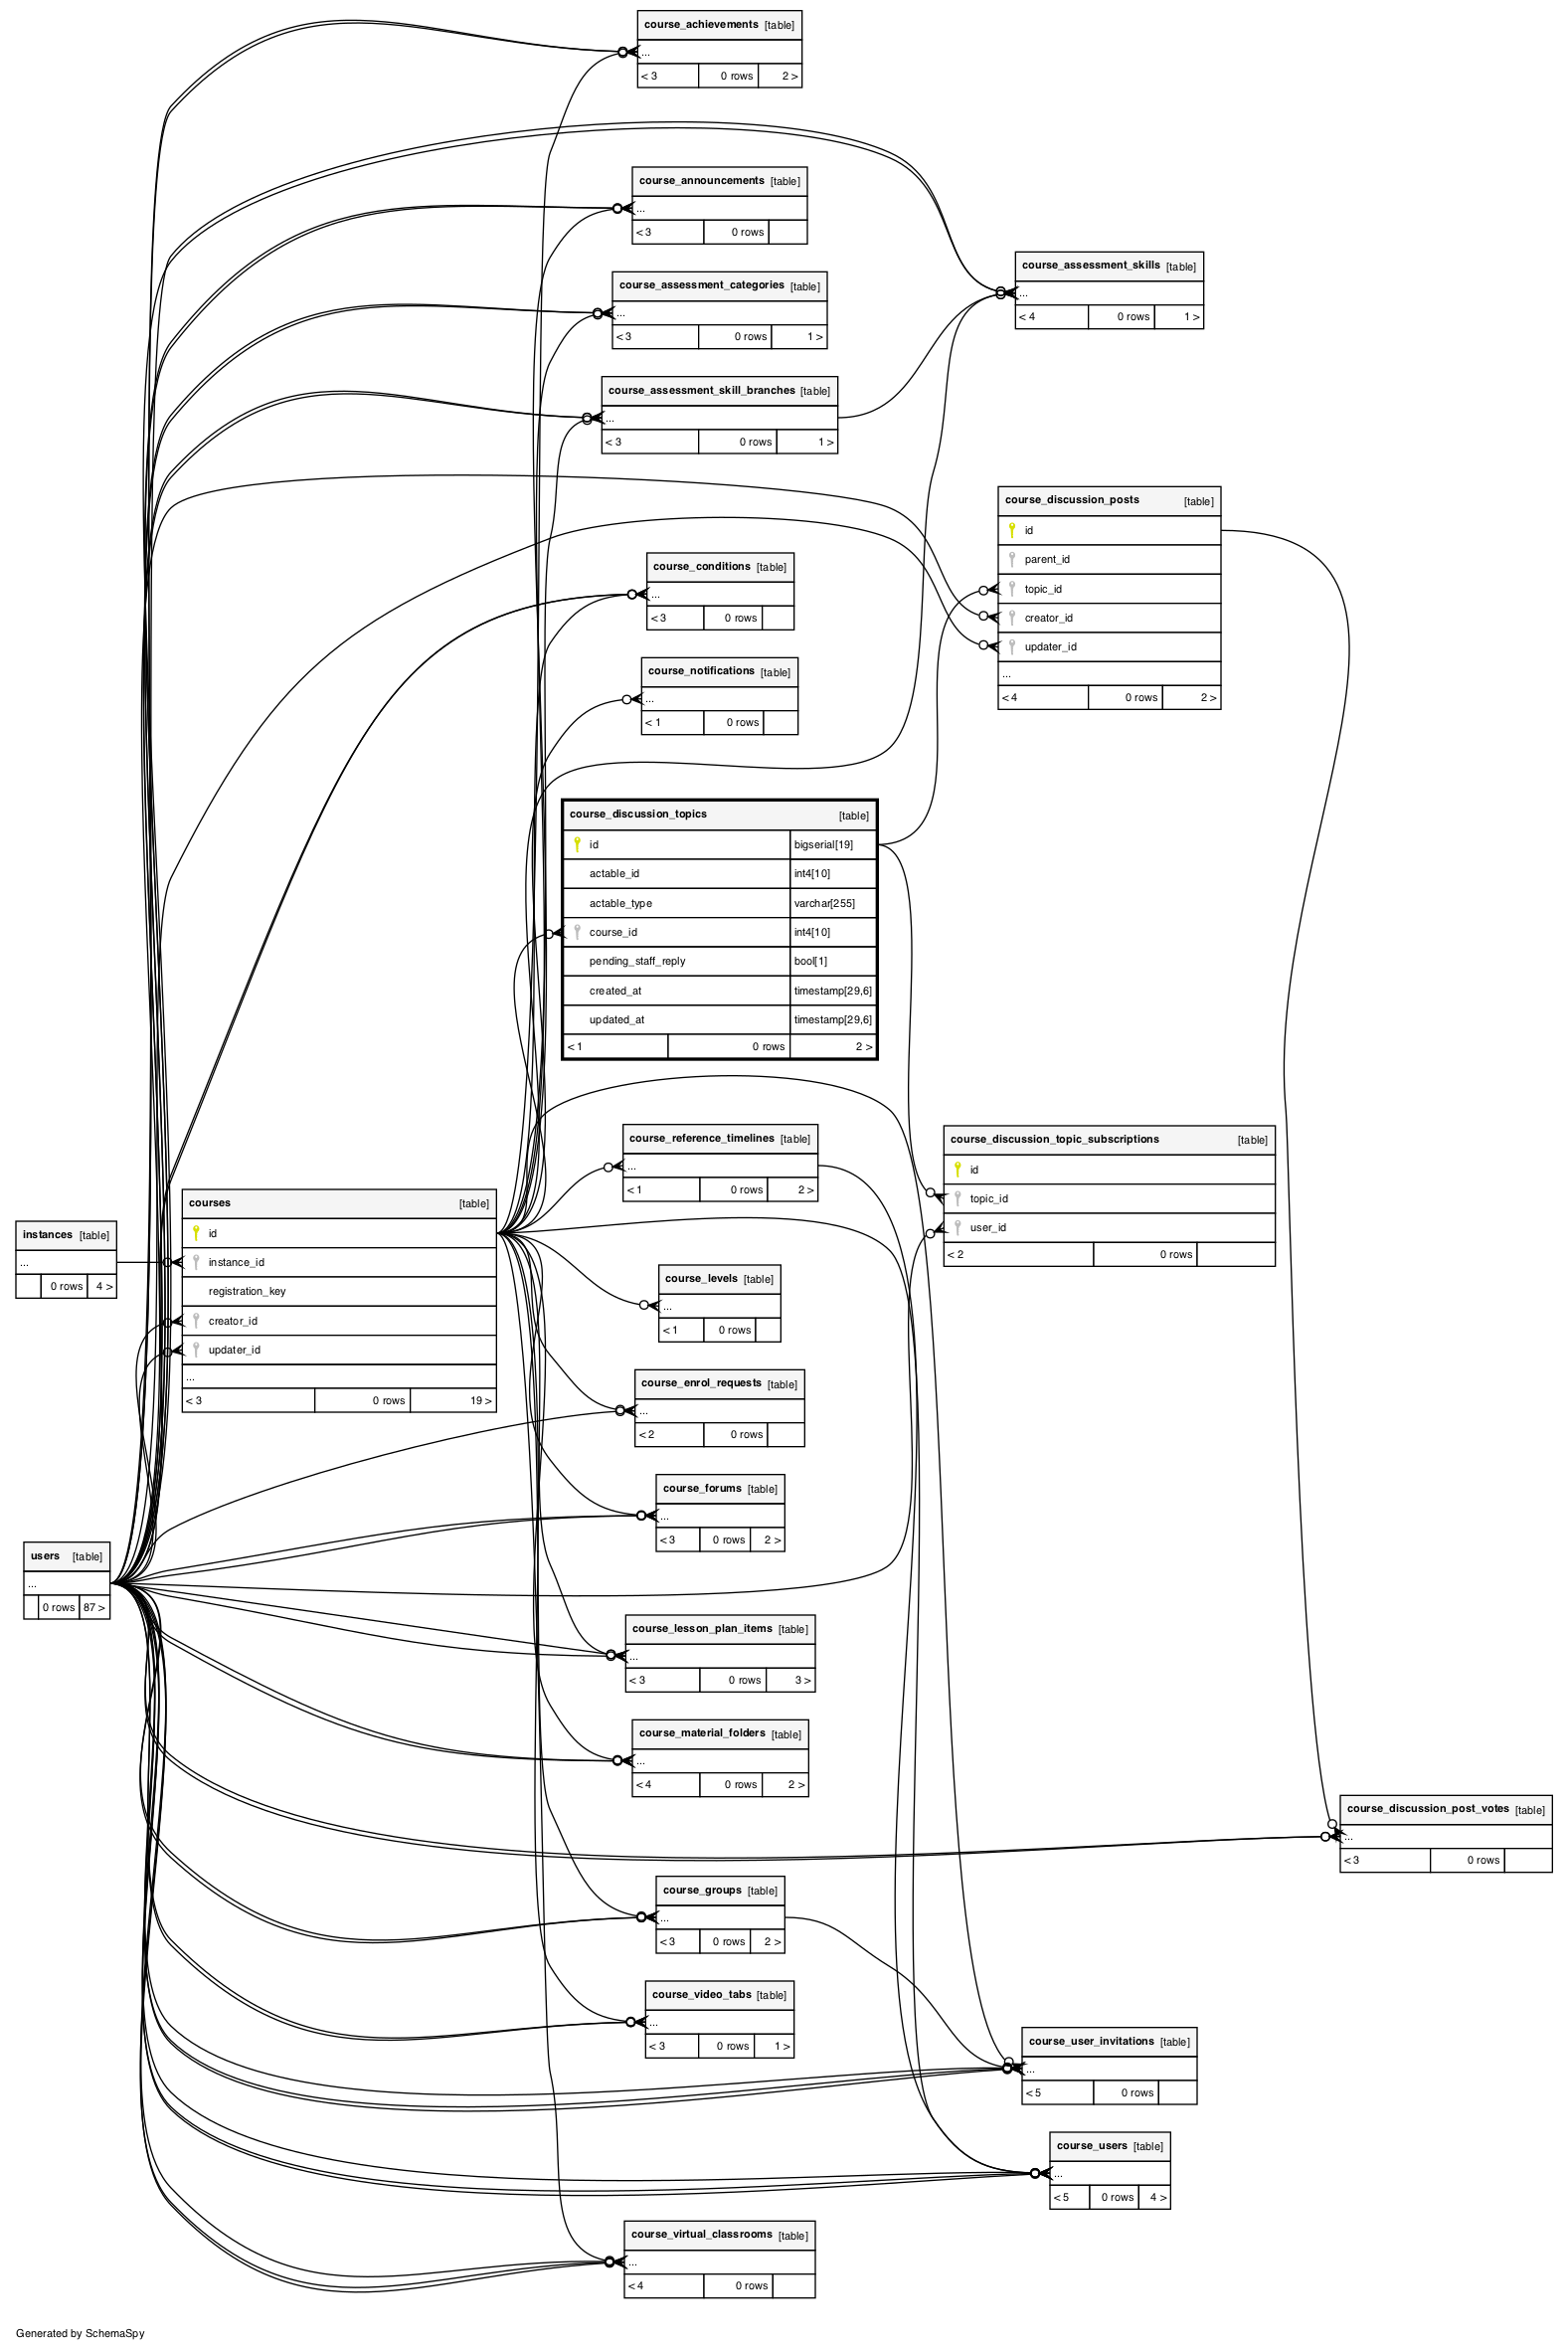 course_achievements [table]
...
< 3 0 rows 2 >
course_announcements [table]
...
< 3 0 rows
course_assessment_skills [table]
...
< 4 0 rows 1 >
course_assessment_categories [table]
...
< 3 0 rows 1 >
course_assessment_skill_branches [table]
...
< 3 0 rows 1 >
course_discussion_posts [table]
id
parent_id
topic_id
creator_id
updater_id
...
< 4 0 rows 2 >
course_conditions [table]
...
< 3 0 rows
course_notifications [table]
...
< 1 0 rows
course_discussion_topics [table]
id bigserial[19]
actable_id int4[10]
actable_type varchar[255]
course_id int4[10]
pending_staff_reply bool[1]
created_at timestamp[29,6]
updated_at timestamp[29,6]
< 1 0 rows 2 >
course_reference_timelines [table]
...
< 1 0 rows 2 >
course_discussion_topic_subscriptions [table]
id
topic_id
user_id
< 2 0 rows
courses [table]
id
instance_id
registration_key
creator_id
updater_id
...
< 3 0 rows 19 >
instances [table]
...
0 rows 4 >
course_levels [table]
...
< 1 0 rows
course_enrol_requests [table]
...
< 2 0 rows
course_forums [table]
...
< 3 0 rows 2 >
users [table]
...
0 rows 87 >
course_lesson_plan_items [table]
...
< 3 0 rows 3 >
course_material_folders [table]
...
< 4 0 rows 2 >
course_discussion_post_votes [table]
...
< 3 0 rows
course_groups [table]
...
< 3 0 rows 2 >
course_video_tabs [table]
...
< 3 0 rows 1 >
course_user_invitations [table]
...
< 5 0 rows
course_users [table]
...
< 5 0 rows 4 >
course_virtual_classrooms [table]
...
< 4 0 rows
Generated by SchemaSpy